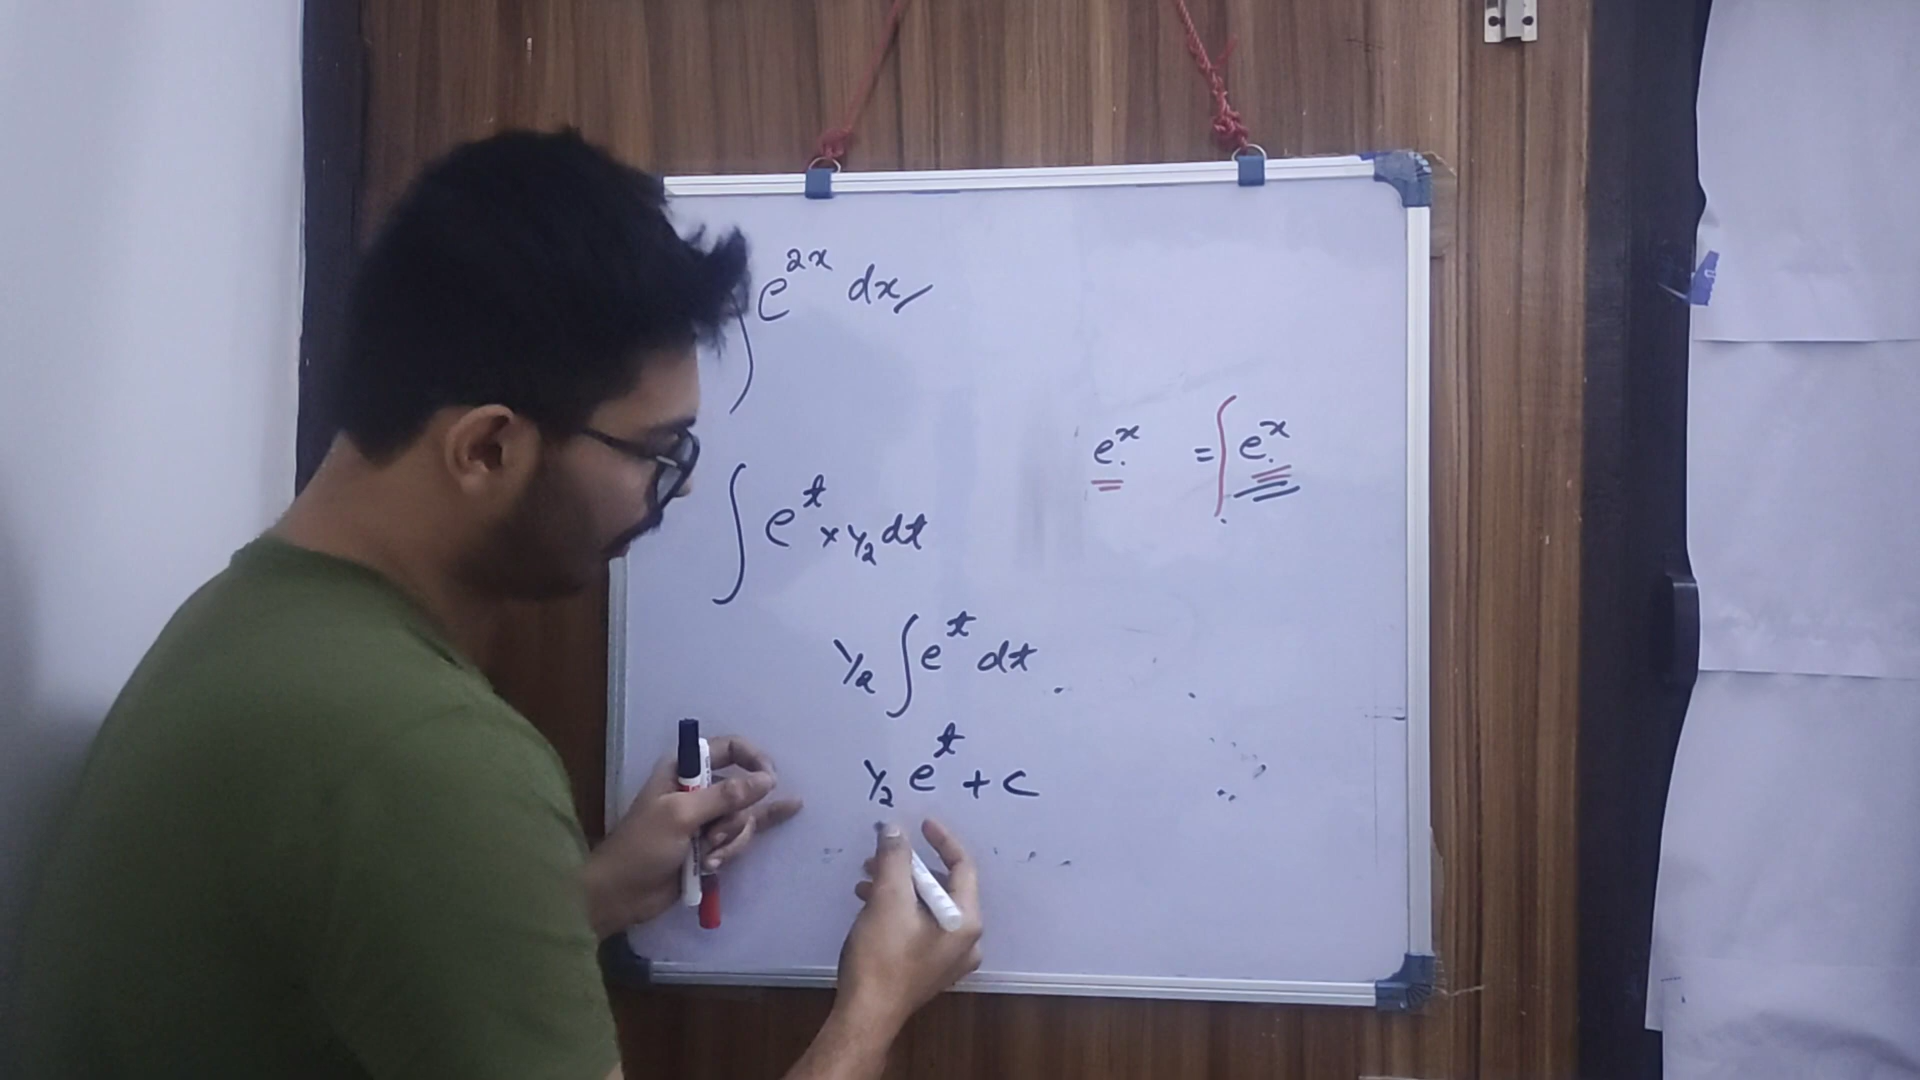 ∫ e^2x dx
e^x = ∫ e^x
∫ e^t × 1/2 dt
1/2 ∫ e^t dt
1/2 e^t + c